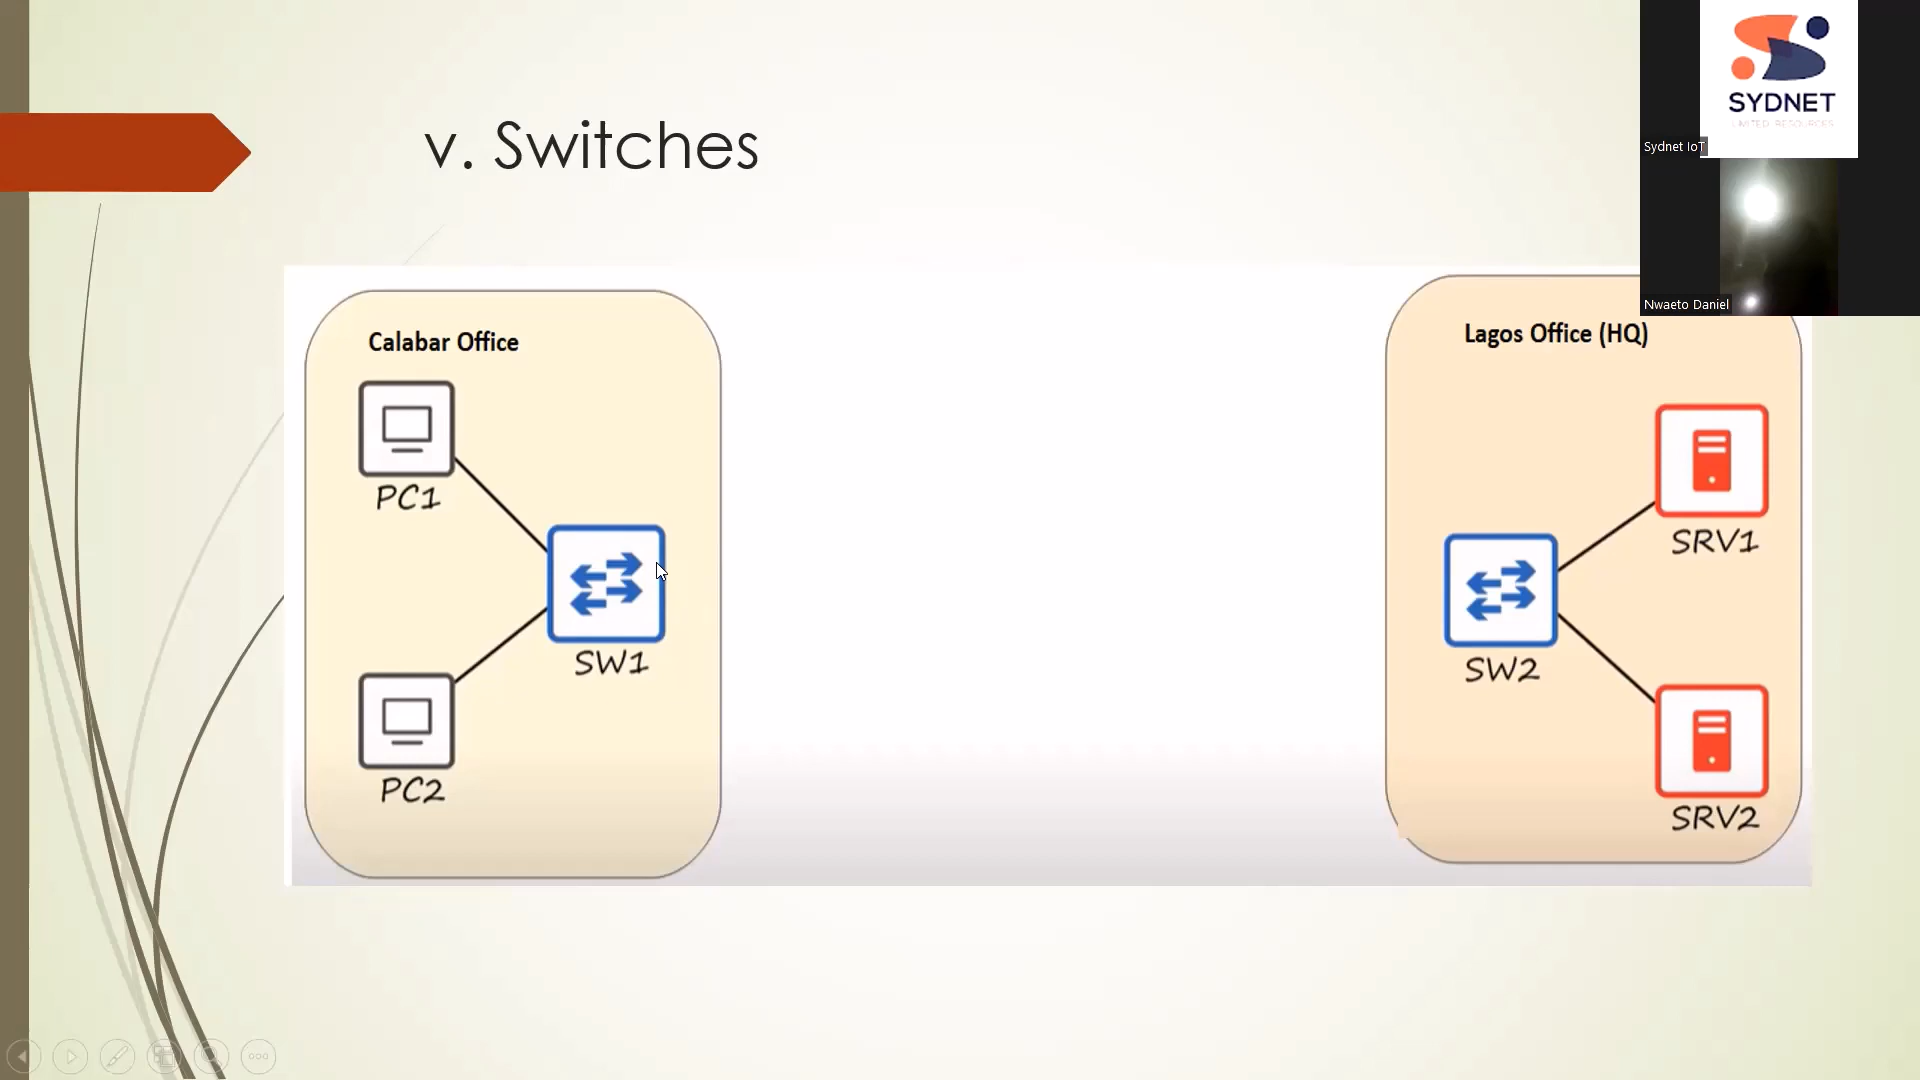 v. Switches
SYDNET
LIMITED RESOURCES
Sydnet IoT
Nwaeto Daniel
Calabar Office
PC1
SW1
PC2
Lagos Office (HQ)
SRV1
SW2
SRV2